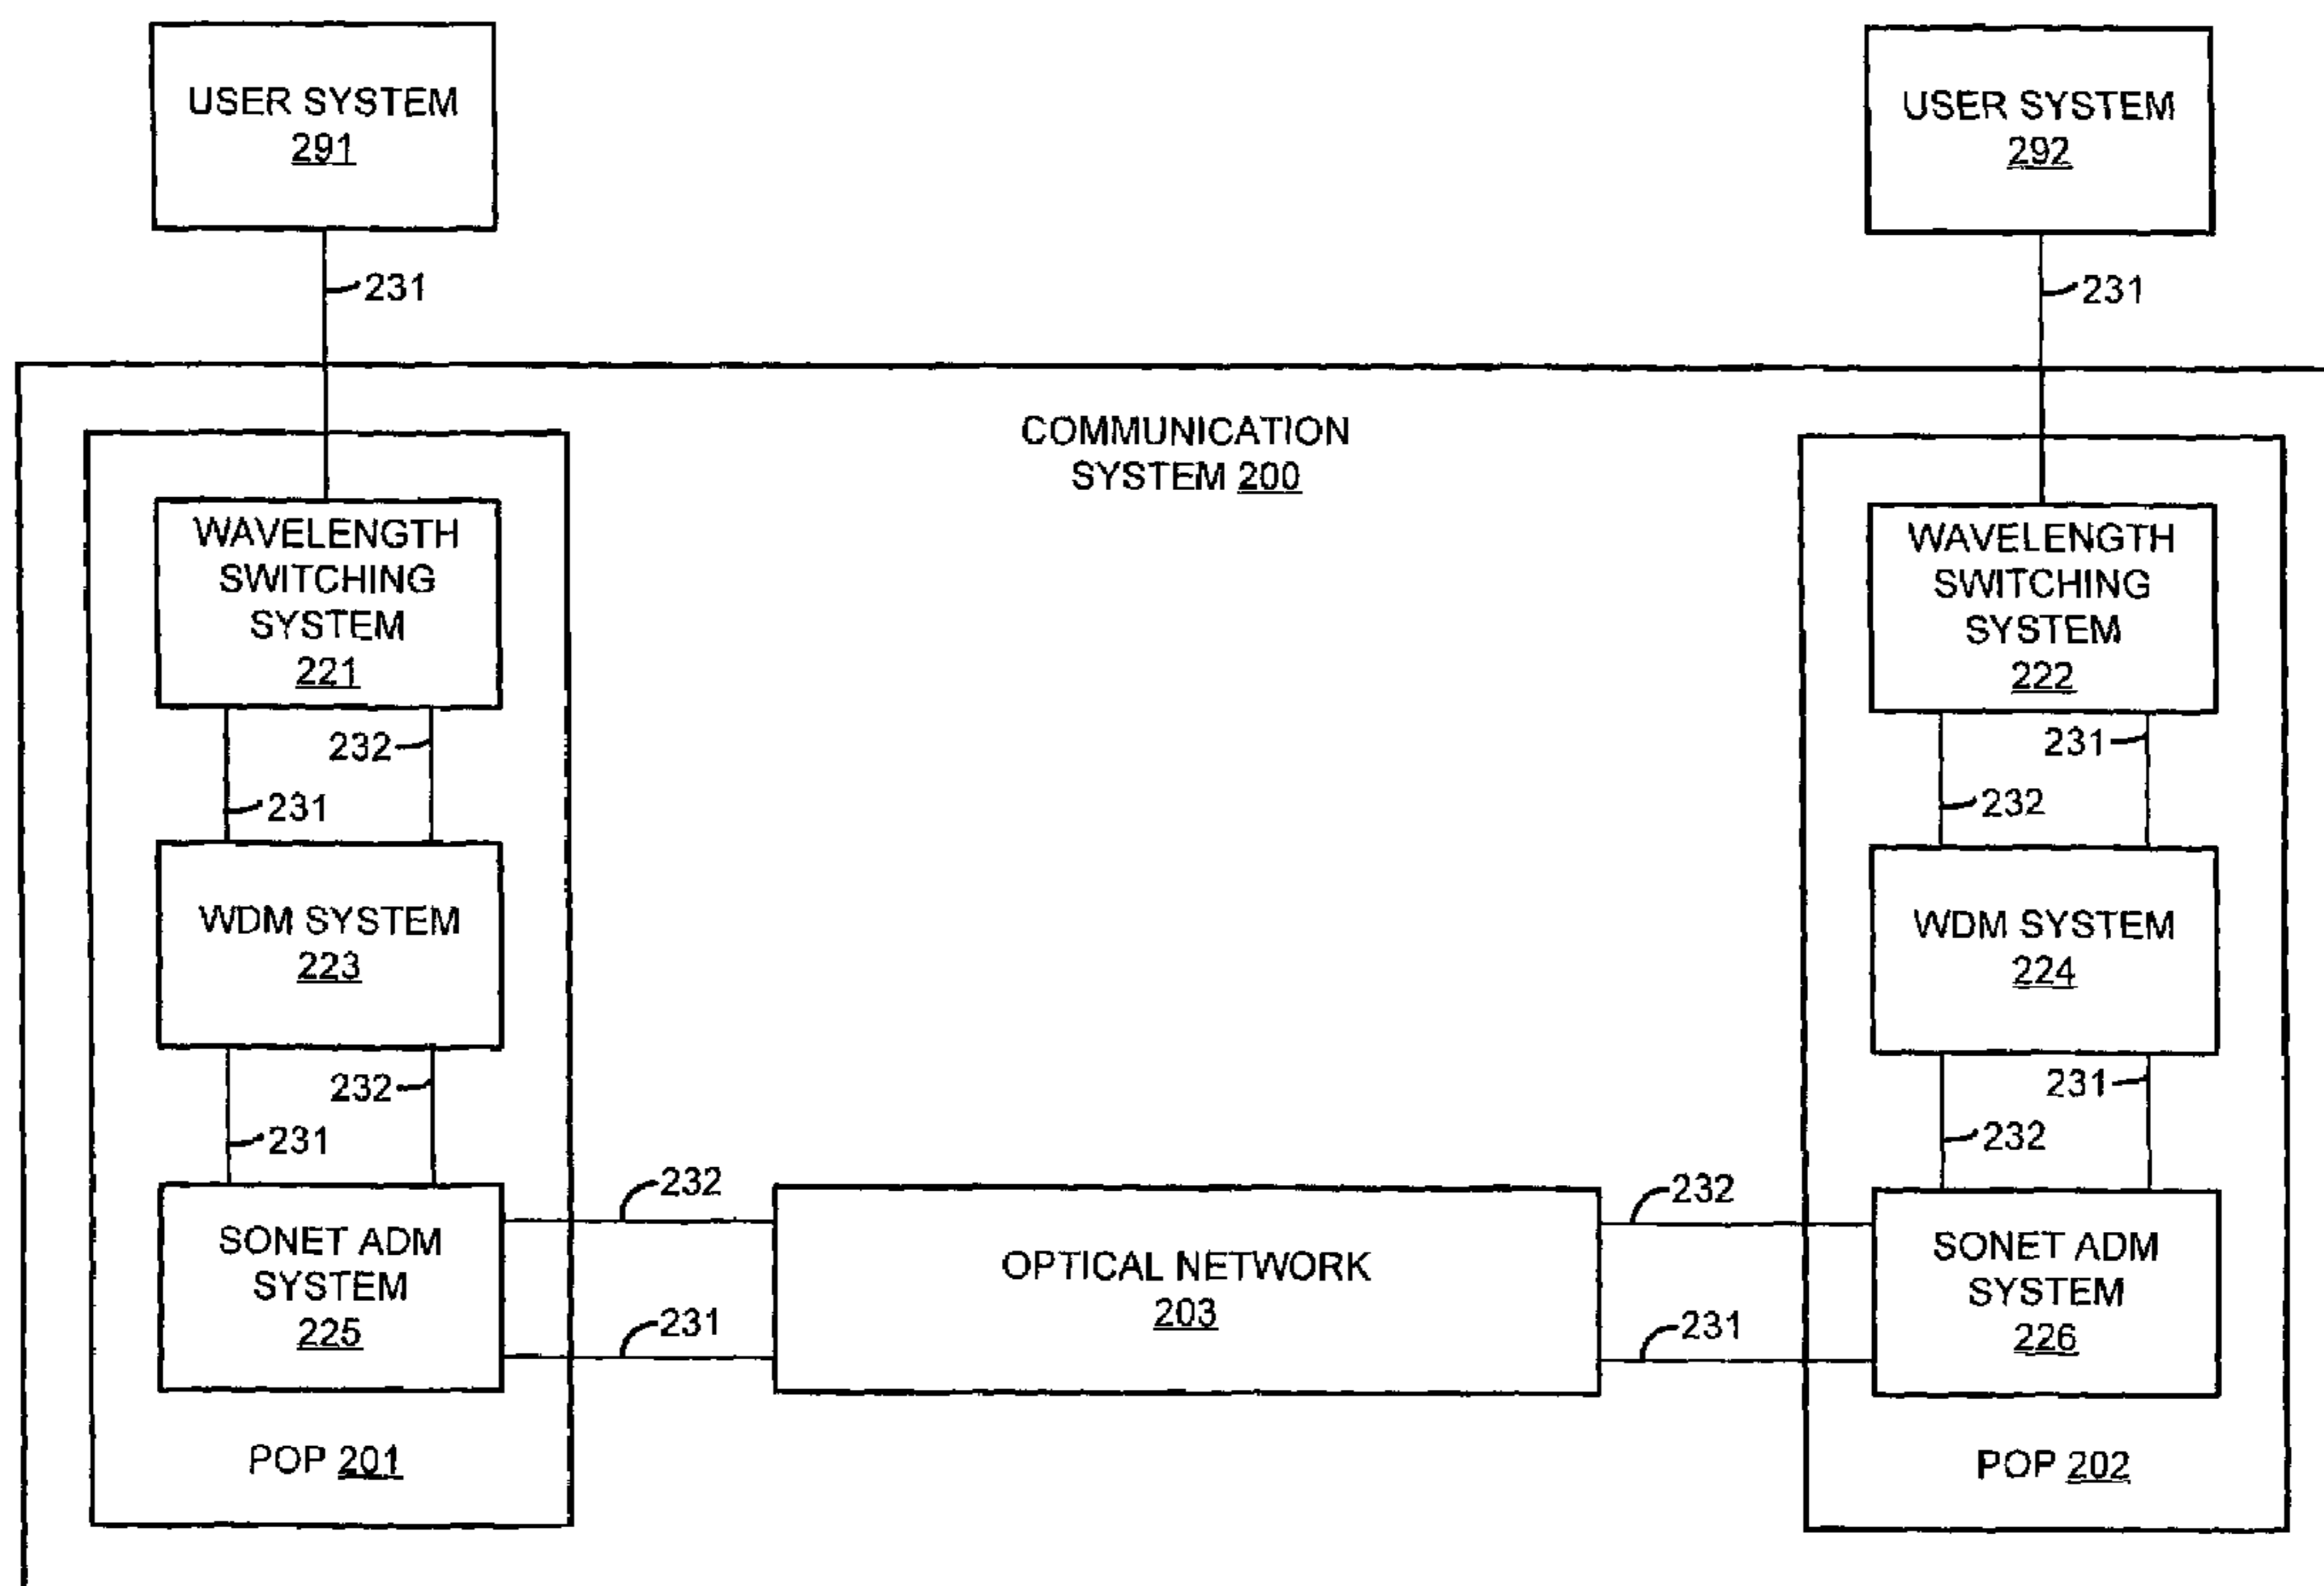 USER SYSTEM
291
USER SYSTEM
292
231
231
COMMUNICATION
SYSTEM 200
WAVELENGTH
SWITCHING
SYSTEM
221
WAVELENGTH
SWITCHING
SYSTEM
222
232
231
231
232
WDM SYSTEM
223
WDM SYSTEM
224
232
231
231
232
SONET ADM
SYSTEM
225
232
231
OPTICAL NETWORK
203
232
231
SONET ADM
SYSTEM
226
POP 201
POP 202